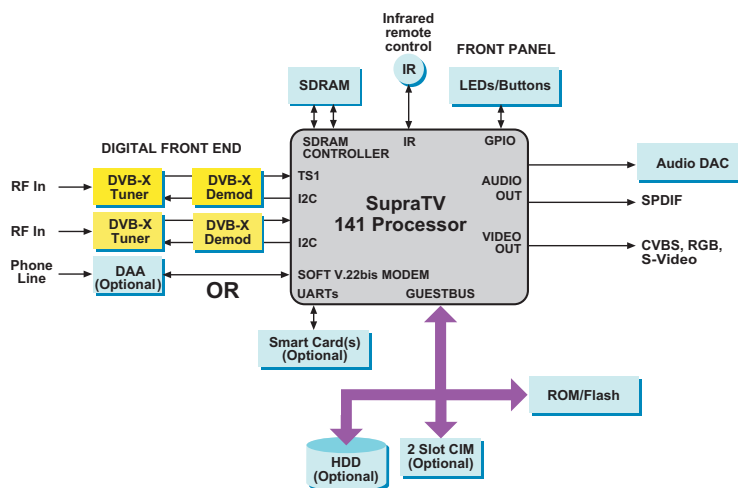 Infrared
remote
control
FRONT PANEL
IR
SDRAM
LEDs/Buttons
DIGITAL FRONT END
SDRAM
CONTROLLER
IR
GPIO
RF In
DVB-X
Tuner
DVB-X
Demod
TS1
I2C
SupraTV
141 Processor
AUDIO
OUT
Audio DAC
SPDIF
RF In
DVB-X
Tuner
DVB-X
Demod
I2C
VIDEO
OUT
CVBS, RGB,
S-Video
Phone
Line
DAA
(Optional)
OR
SOFT V.22bis MODEM
UARTs
GUESTBUS
Smart Card(s)
(Optional)
ROM/Flash
HDD
(Optional)
2 Slot CIM
(Optional)